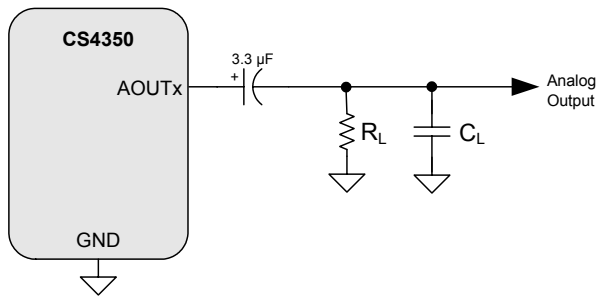 CS4350
3.3 µF
+
AOUTx
Analog
Output
RL
CL
GND